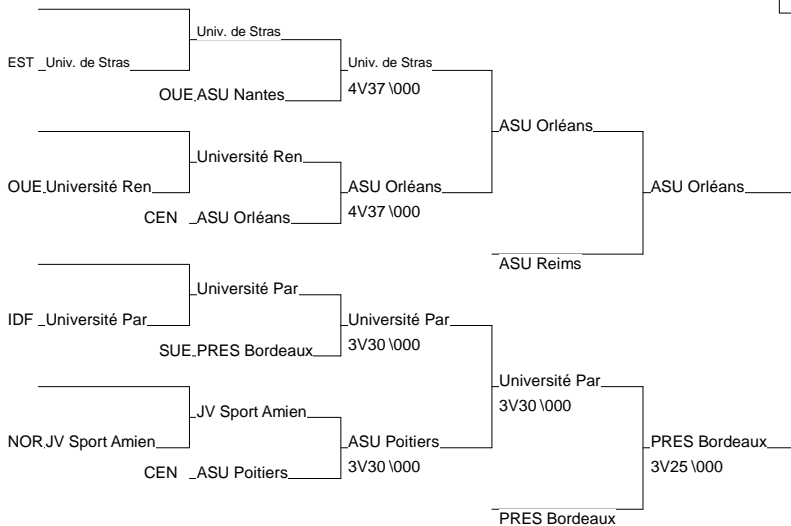 Univ. de Stras
EST Univ. de Stras Univ. de Stras
OUE ASU Nantes 4V37 \000
ASU Orléans
Université Ren
OUE Université Ren ASU Orléans ASU Orléans
CEN ASU Orléans 4V37 \000
ASU Reims
Université Par
IDF Université Par Université Par
SUE PRES Bordeaux 3V30 \000
Université Par
JV Sport Amien 3V30 \000
NOR JV Sport Amien ASU Poitiers PRES Bordeaux
CEN ASU Poitiers 3V30 \000 3V25 \000
PRES Bordeaux